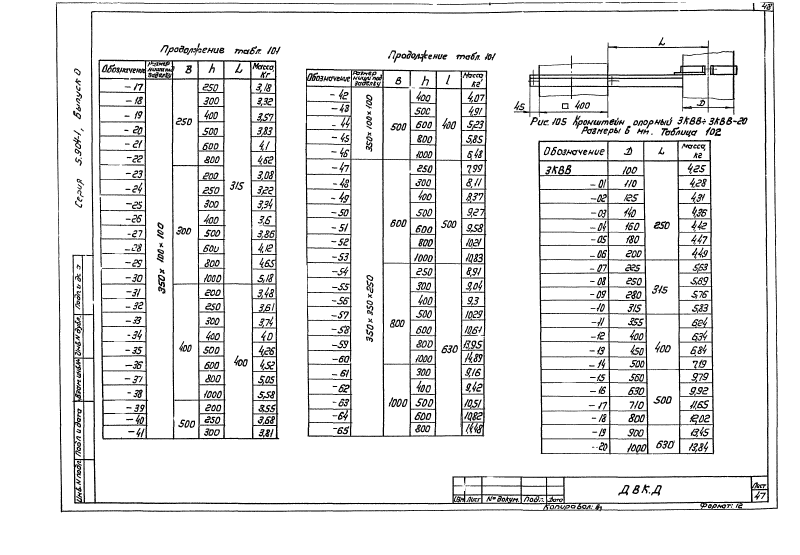 48
Серия 5.904-1, Выпуск 0
Продолжение табл. 101
Обозначение В h L Масса, кг
-17 250 3,18
-18 300 3,32
-19 400 3,57
-20 250 500 3,83
-21 600 4,1
-22 800 4,62
-23 200 3,08
-24 250 315 3,22
-25 300 3,34
-26 400 3,6
-27 300 500 3,86
-28 600 4,12
-29 350×100×100 800 4,65
-30 1000 5,18
-31 200 3,48
-32 250 3,61
-33 300 3,74
-34 400 4,0
-35 400 500 400 4,26
-36 600 4,52
-37 800 5,05
-38 1000 5,58
-39 200 3,55
-40 500 250 3,68
-41 300 3,81
Продолжение табл. 101
Обозначение В h l Масса, кг
-42 400 4,07
-43 500 4,91
-44 350×100×100 500 600 400 5,23
-45 800 5,85
-46 1000 6,48
-47 250 7,99
-48 300 8,11
-49 400 8,37
-50 600 500 500 9,27
-51 600 9,58
-52 800 10,21
-53 1000 10,83
-54 250 8,91
-55 350×350×250 300 9,04
-56 400 9,3
-57 800 500 10,29
-58 600 10,61
-59 800 630 13,95
-60 1000 14,89
-61 300 9,16
-62 400 9,42
-63 1000 500 10,51
-64 600 10,82
-65 800 14,48
L
D
45
□ 400
Рис. 105 Кронштейн опорный 3КВВ÷3КВВ-20
Размеры в мм. Таблица 102
Обозначение D L Масса, кг
3КВВ 100 4,25
-01 110 4,28
-02 125 4,31
-03 140 4,36
-04 160 250 4,42
-05 180 4,47
-06 200 4,49
-07 225 5,63
-08 250 5,69
-09 280 315 5,76
-10 315 5,83
-11 355 6,24
-12 400 6,34
-13 450 400 6,84
-14 500 7,19
-15 560 9,79
-16 630 9,92
-17 710 500 11,65
-18 800 12,02
-19 900 13,45
-20 1000 630 13,84
Инв. № подл. Подп. и дата Взам. инв. № Инв. № дубл. Подп. и дата
Изм. Лист № докум. Подп. Дата
ДВК.Д
Лист
47
Копировал:
Формат: 12